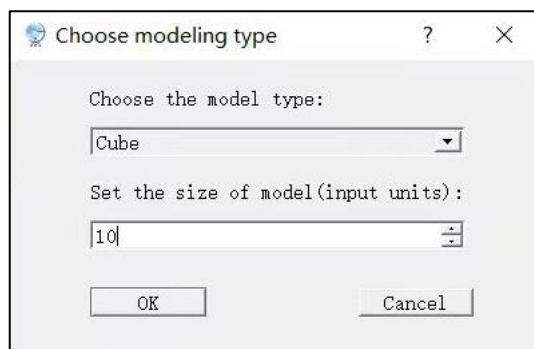 Choose modeling type ? ×
Choose the model type:
Cube
Set the size of model(input units):
10
OK Cancel